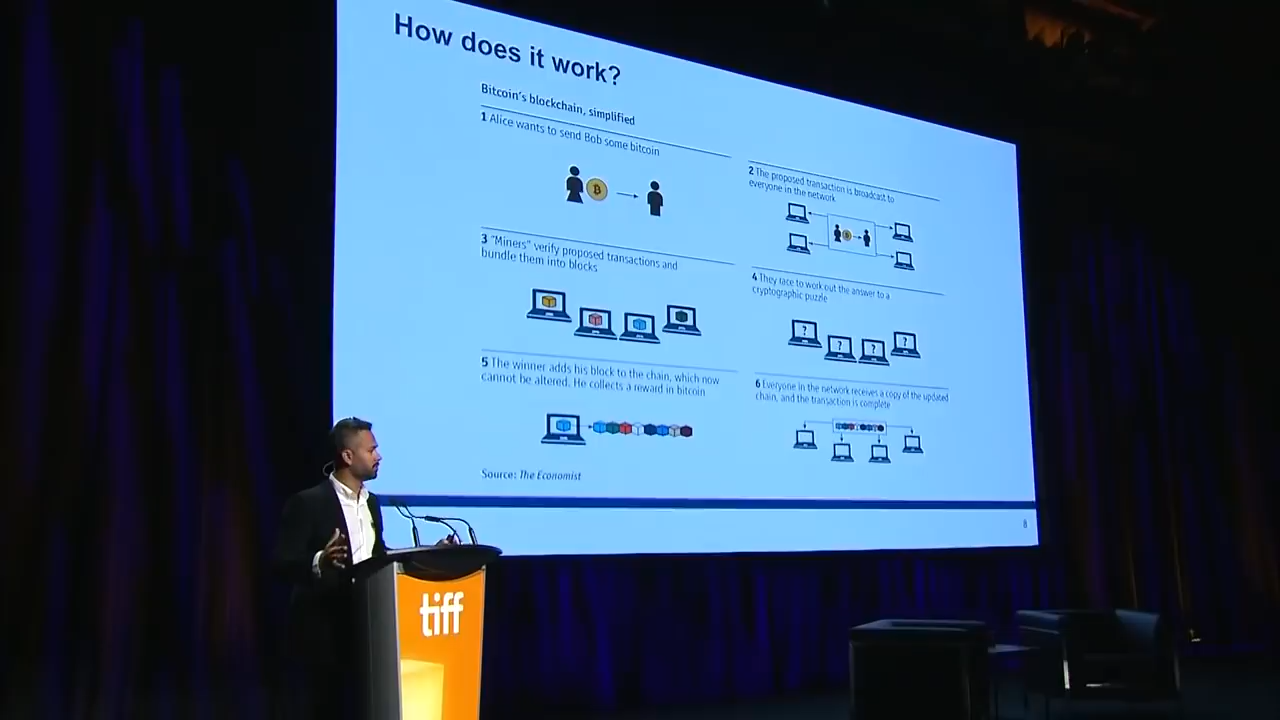 How does it work?
Bitcoin's blockchain, simplified
1 Alice wants to send Bob some bitcoin
2 The proposed transaction is broadcast to
everyone in the network
3 "Miners" verify proposed transactions and
bundle them into blocks
4 They race to work out the answer to a
cryptographic puzzle
? ? ? ?
5 The winner adds his block to the chain, which now
cannot be altered. He collects a reward in bitcoin
6 Everyone in the network receives a copy of the updated
chain, and the transaction is complete
Source: The Economist
8
tiff